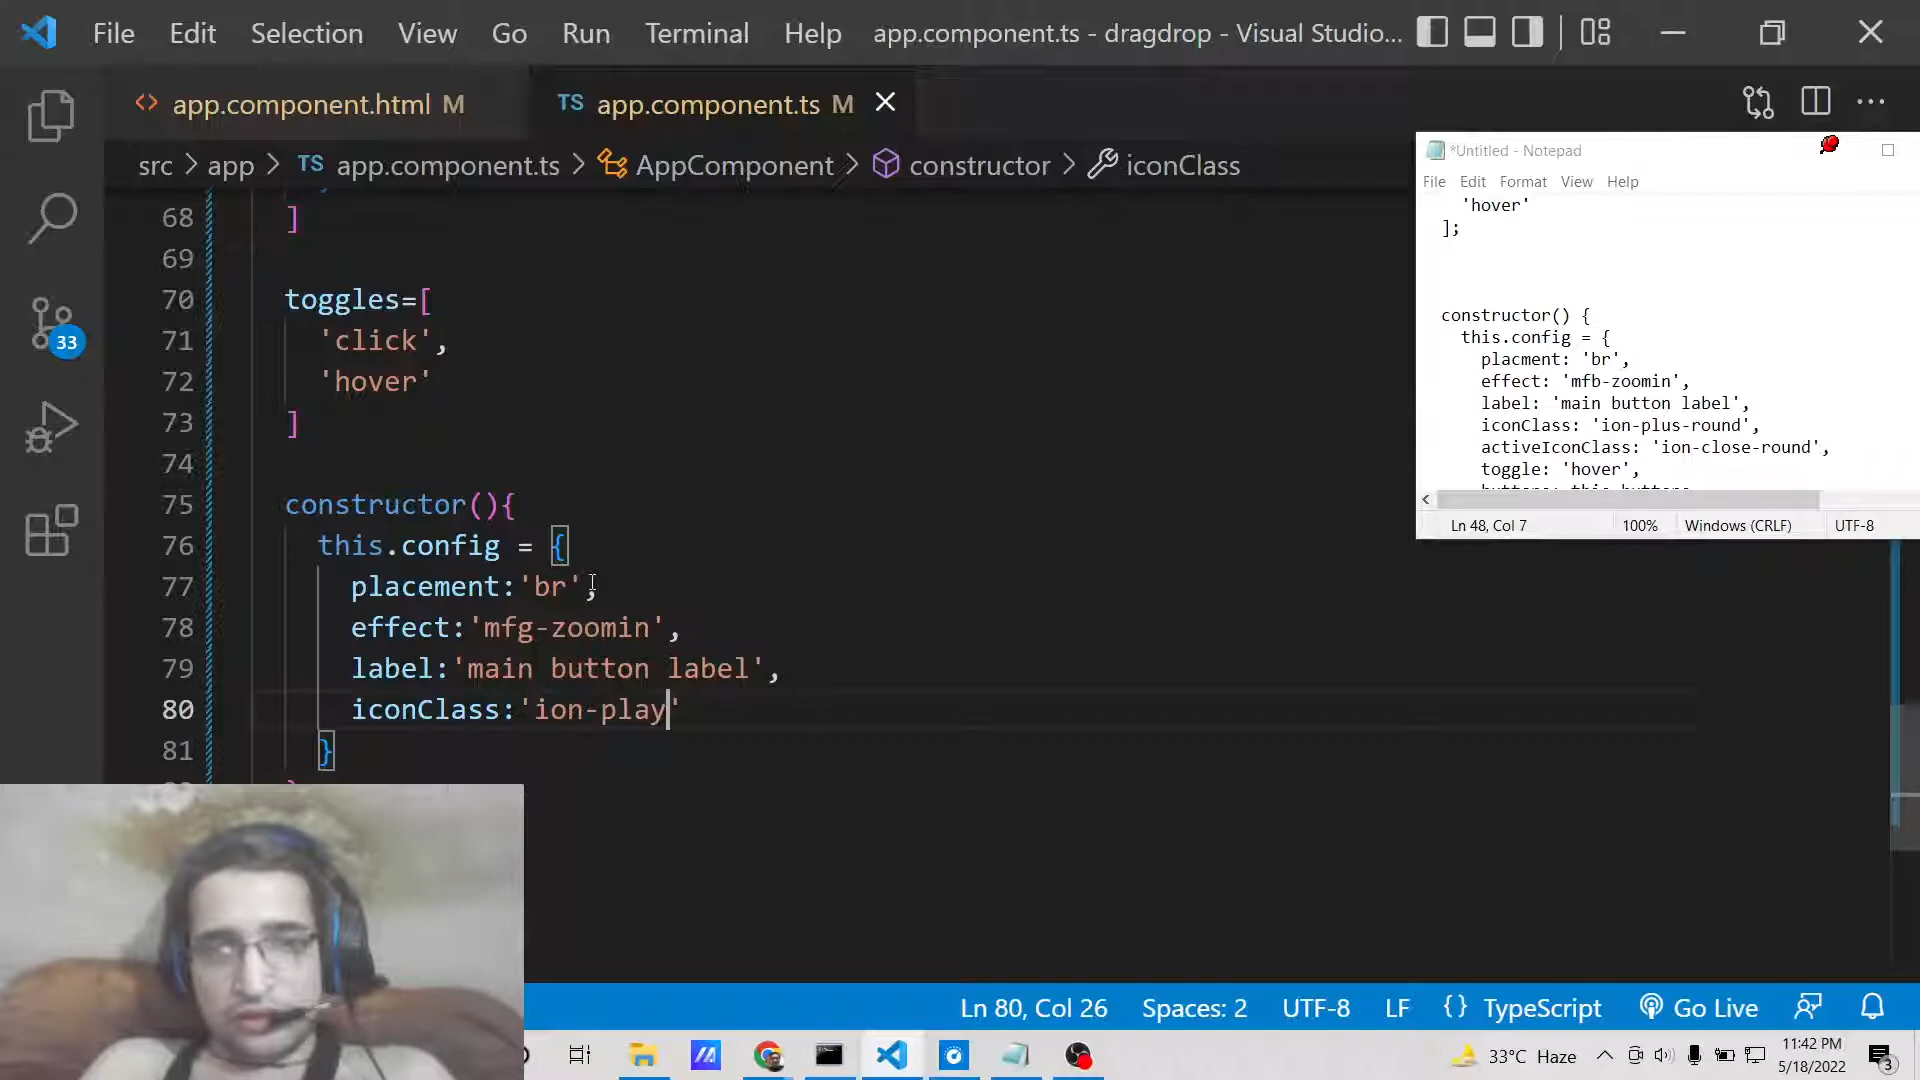 File Edit Selection View Go Run Terminal Help app.component.ts - dragdrop - Visual Studio...
app.component.html M
TS app.component.ts M
src > app > TS app.component.ts > AppComponent > constructor > iconClass
68 ]
69
70 toggles=[
71 'click',
72 'hover'
73 ]
74
75 constructor(){
76 this.config = {
77 placement:'br',
78 effect:'mfg-zoomin',
79 label:'main button label',
80 iconClass:'ion-play'
81 }
33
*Untitled - Notepad
File Edit Format View Help
'hover'
];
constructor() {
this.config = {
placment: 'br',
effect: 'mfb-zoomin',
label: 'main button label',
iconClass: 'ion-plus-round',
activeIconClass: 'ion-close-round',
toggle: 'hover',
Ln 48, Col 7 100% Windows (CRLF) UTF-8
Ln 80, Col 26 Spaces: 2 UTF-8 LF {} TypeScript Go Live
33°C Haze
11:42 PM
5/18/2022
3